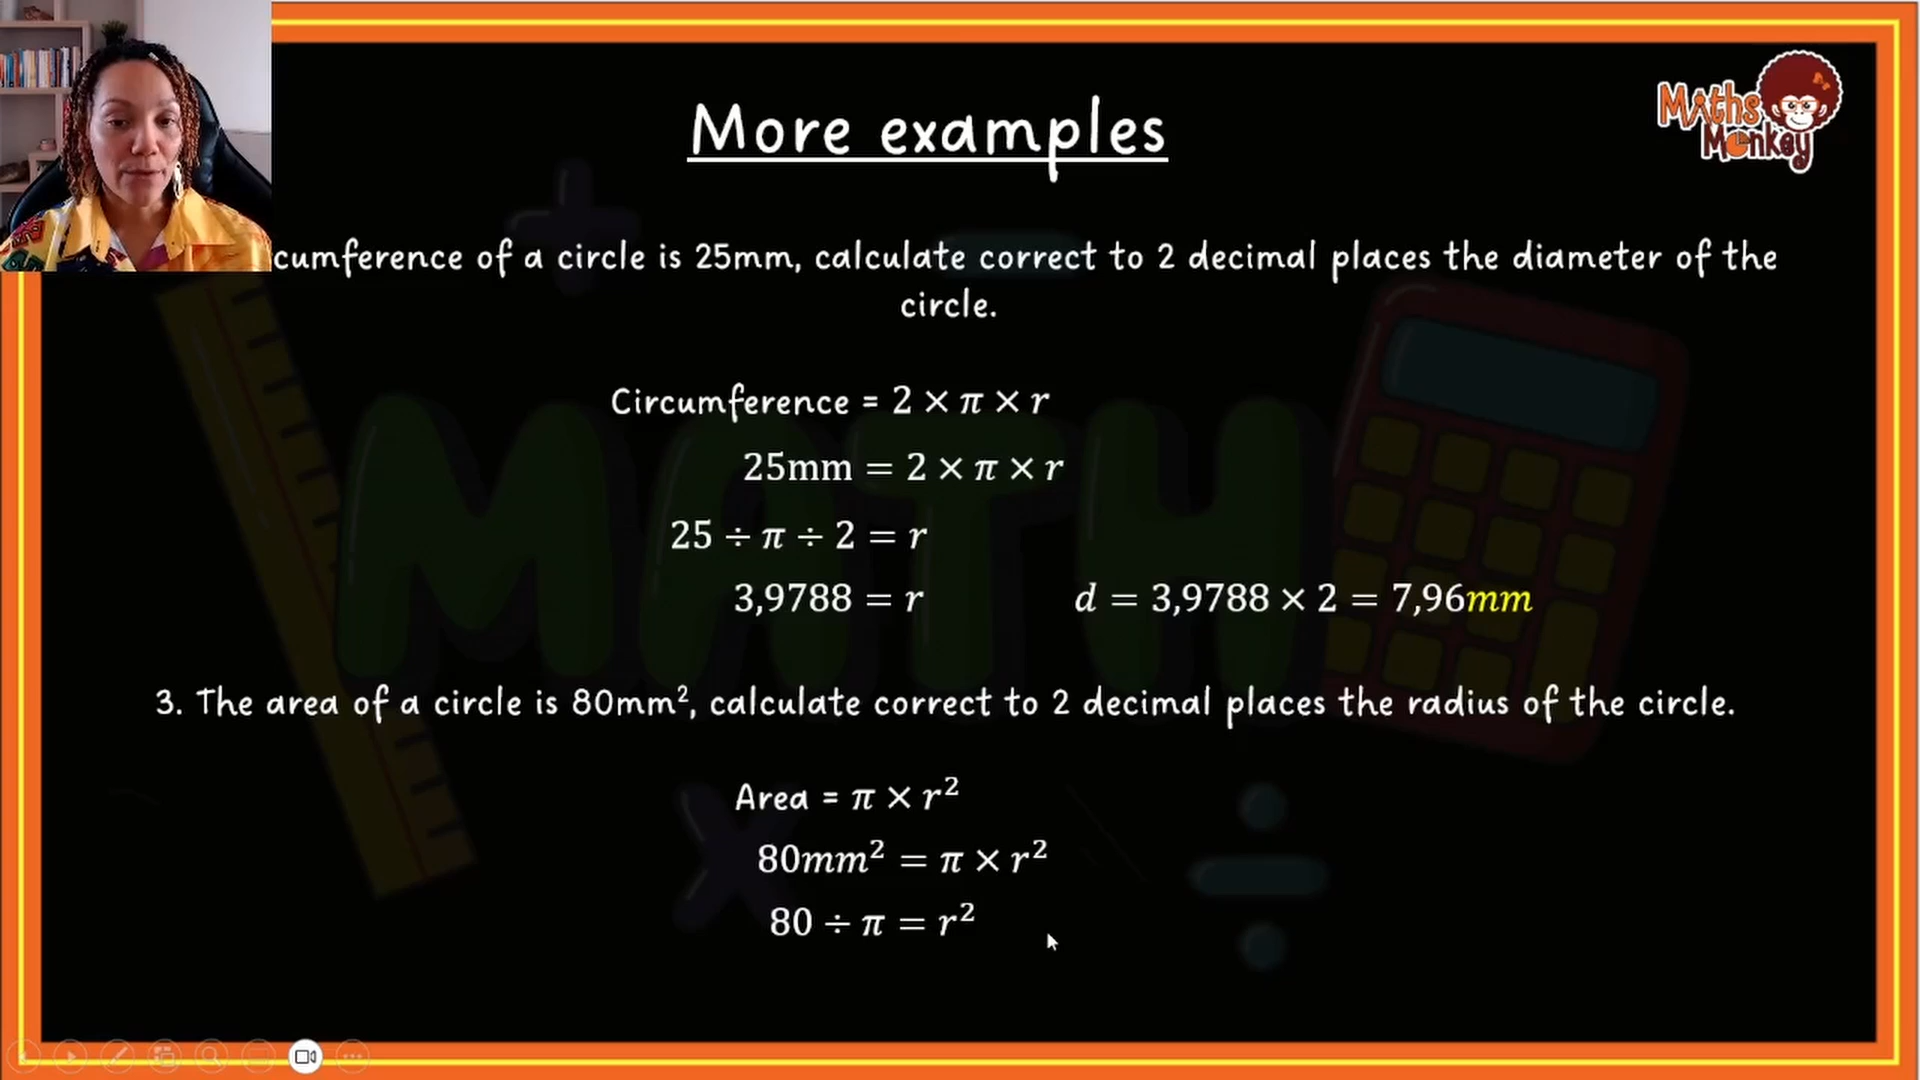 More examples
Maths
Monkey
cumference of a circle is 25mm, calculate correct to 2 decimal places the diameter of the
circle.
Circumference = 2 × π × r
25mm = 2 × π × r
25 ÷ π ÷ 2 = r
3,9788 = r
d = 3,9788 × 2 = 7,96mm
3. The area of a circle is 80mm², calculate correct to 2 decimal places the radius of the circle.
Area = π × r²
80mm² = π × r²
80 ÷ π = r²
MATH